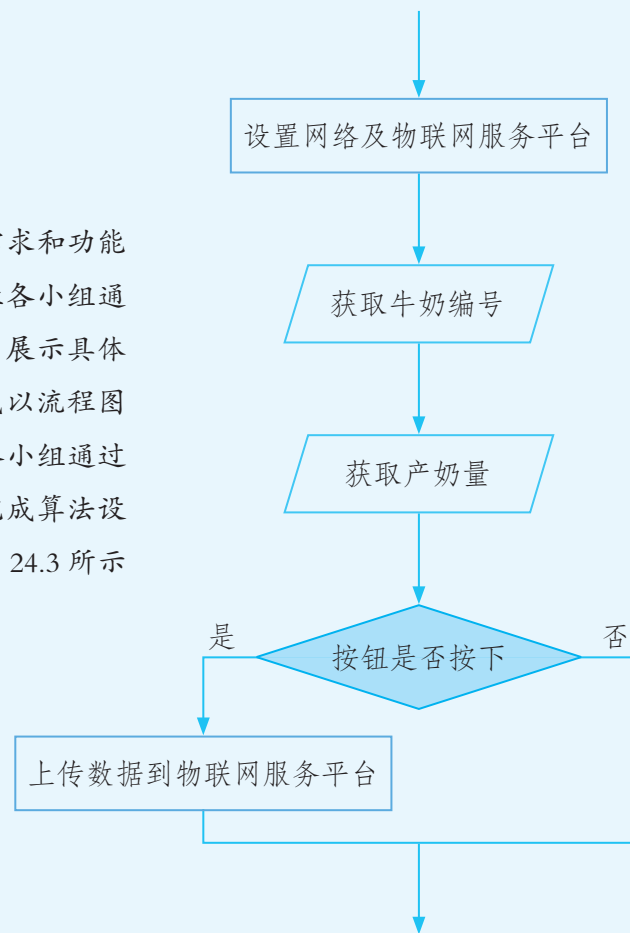 设置网络及物联网服务平台
求和功能
各小组通
获取牛奶编号
展示具体
以流程图
小组通过
获取产奶量
成算法设
24.3 所示
是
否
按钮是否按下
上传数据到物联网服务平台